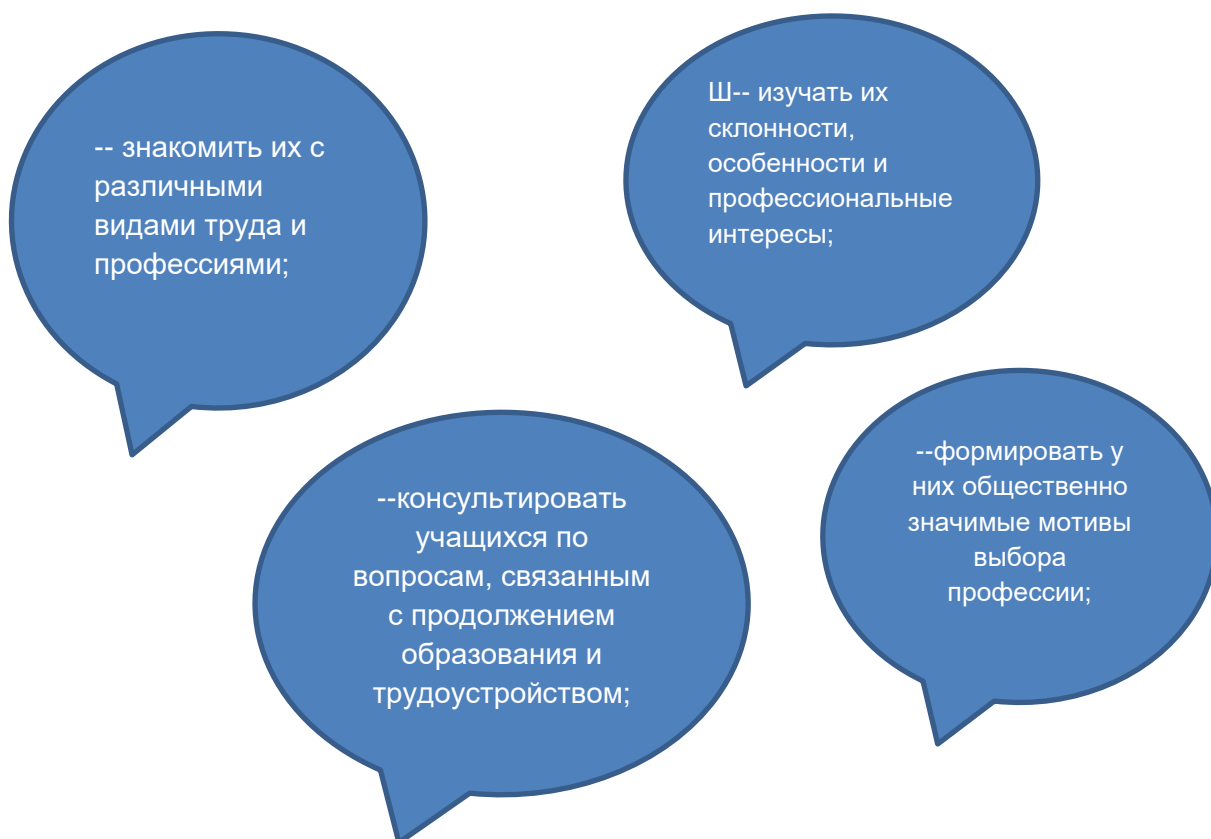 -- знакомить их с
различными
видами труда и
профессиями;
Ш-- изучать их
склонности,
особенности и
профессиональные
интересы;
--консультировать
учащихся по
вопросам, связанным
с продолжением
образования и
трудоустройством;
--формировать у
них общественно
значимые мотивы
выбора
профессии;